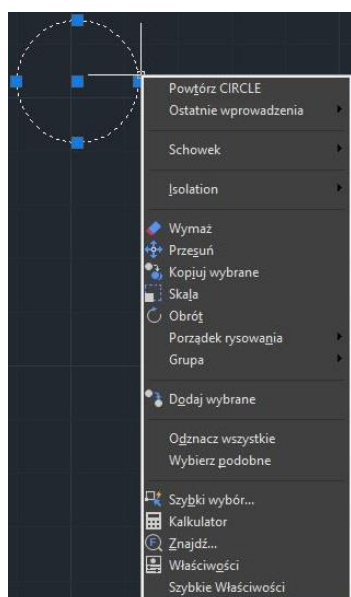 Powtórz CIRCLE
Ostatnie wprowadzenia
Schowek
Isolation
Wymaż
Przesuń
Kopiuj wybrane
Skala
Obrót
Porządek rysowania
Grupa
Dodaj wybrane
Odznacz wszystkie
Wybierz podobne
Szybki wybór...
Kalkulator
Znajdź...
Właściwości
Szybkie Właściwości